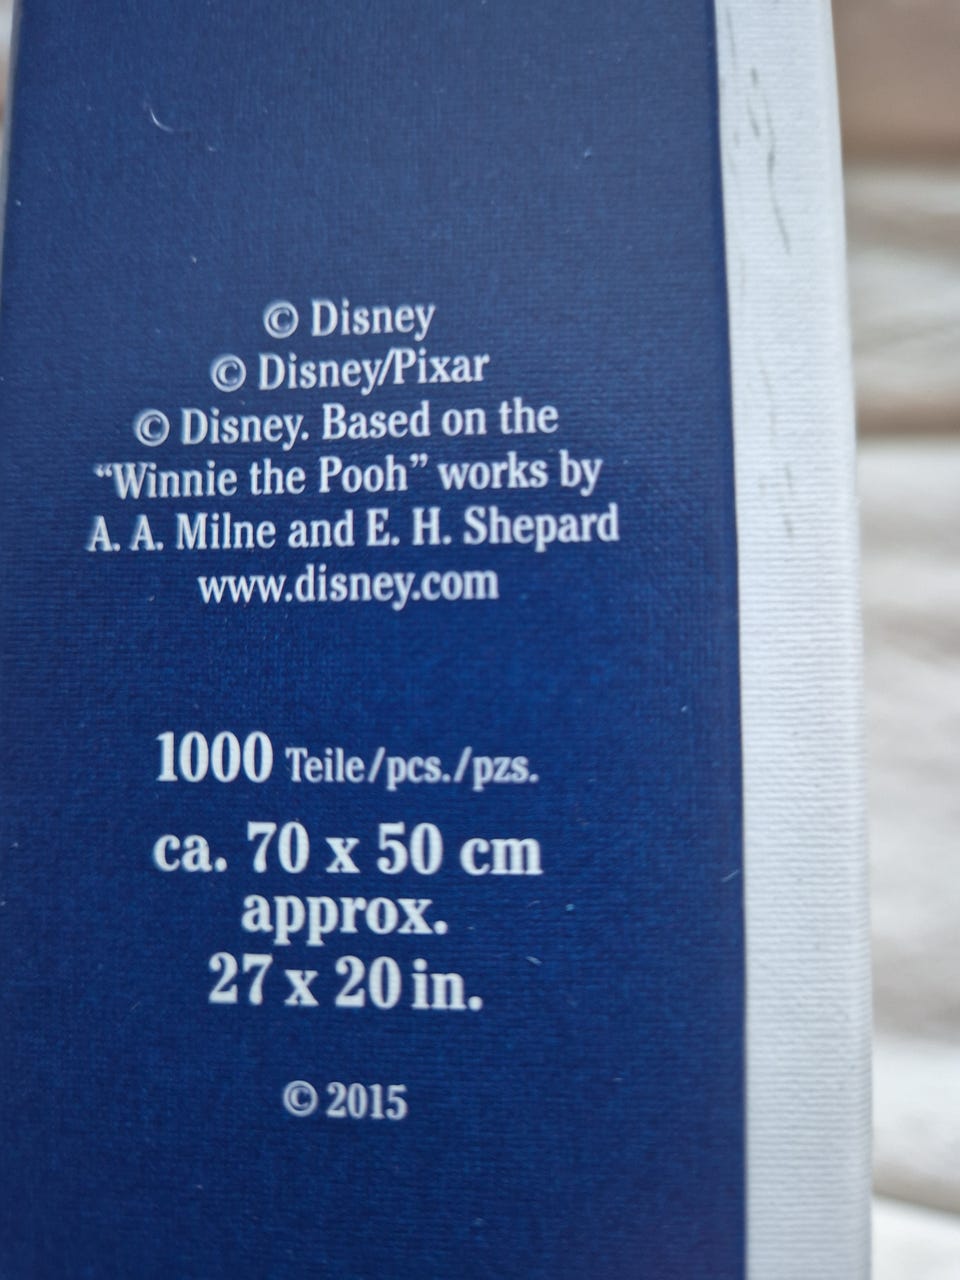 © Disney
© Disney/Pixar
© Disney. Based on the
“Winnie the Pooh” works by
A. A. Milne and E. H. Shepard
www.disney.com
1000 Teile/pcs./pzs.
ca. 70 x 50 cm
approx.
27 x 20 in.
© 2015